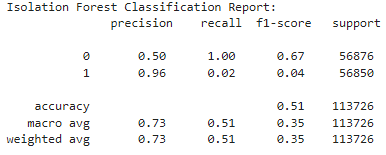 Isolation Forest Classification Report:
precision recall f1-score support
0 0.50 1.00 0.67 56876
1 0.96 0.02 0.04 56850
accuracy 0.51 113726
macro avg 0.73 0.51 0.35 113726
weighted avg 0.73 0.51 0.35 113726